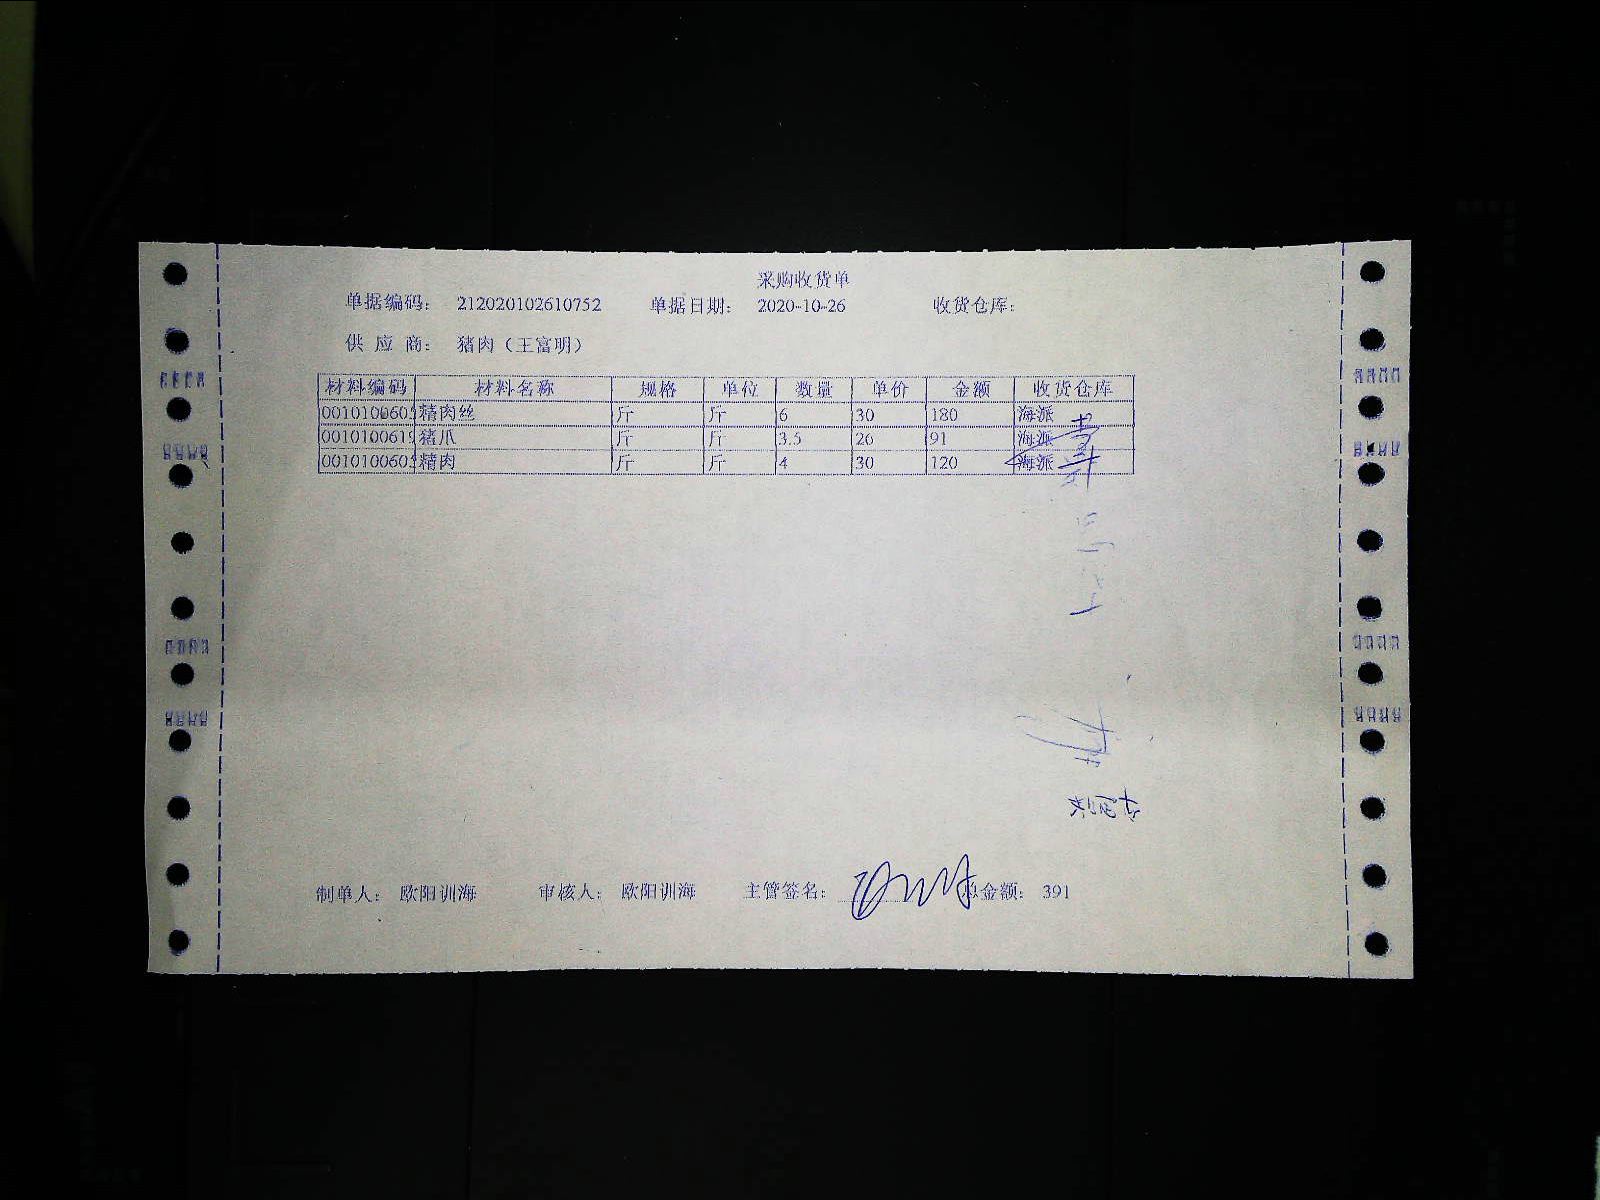 采购收货单
单据编码： 212020102610752 单据日期： 2020-10-26 收货仓库：
供 应 商： 猪肉（王富明）
材料编码 材料名称 规格 单位 数量 单价 金额 收货仓库
0010100605 精肉丝 斤 斤 6 30 180 海派
0010100619 猪爪 斤 斤 3.5 26 91 海派
0010100603 精肉 斤 斤 4 30 120 海派
制单人： 欧阳训海 审核人： 欧阳训海 主管签名： 总金额： 391